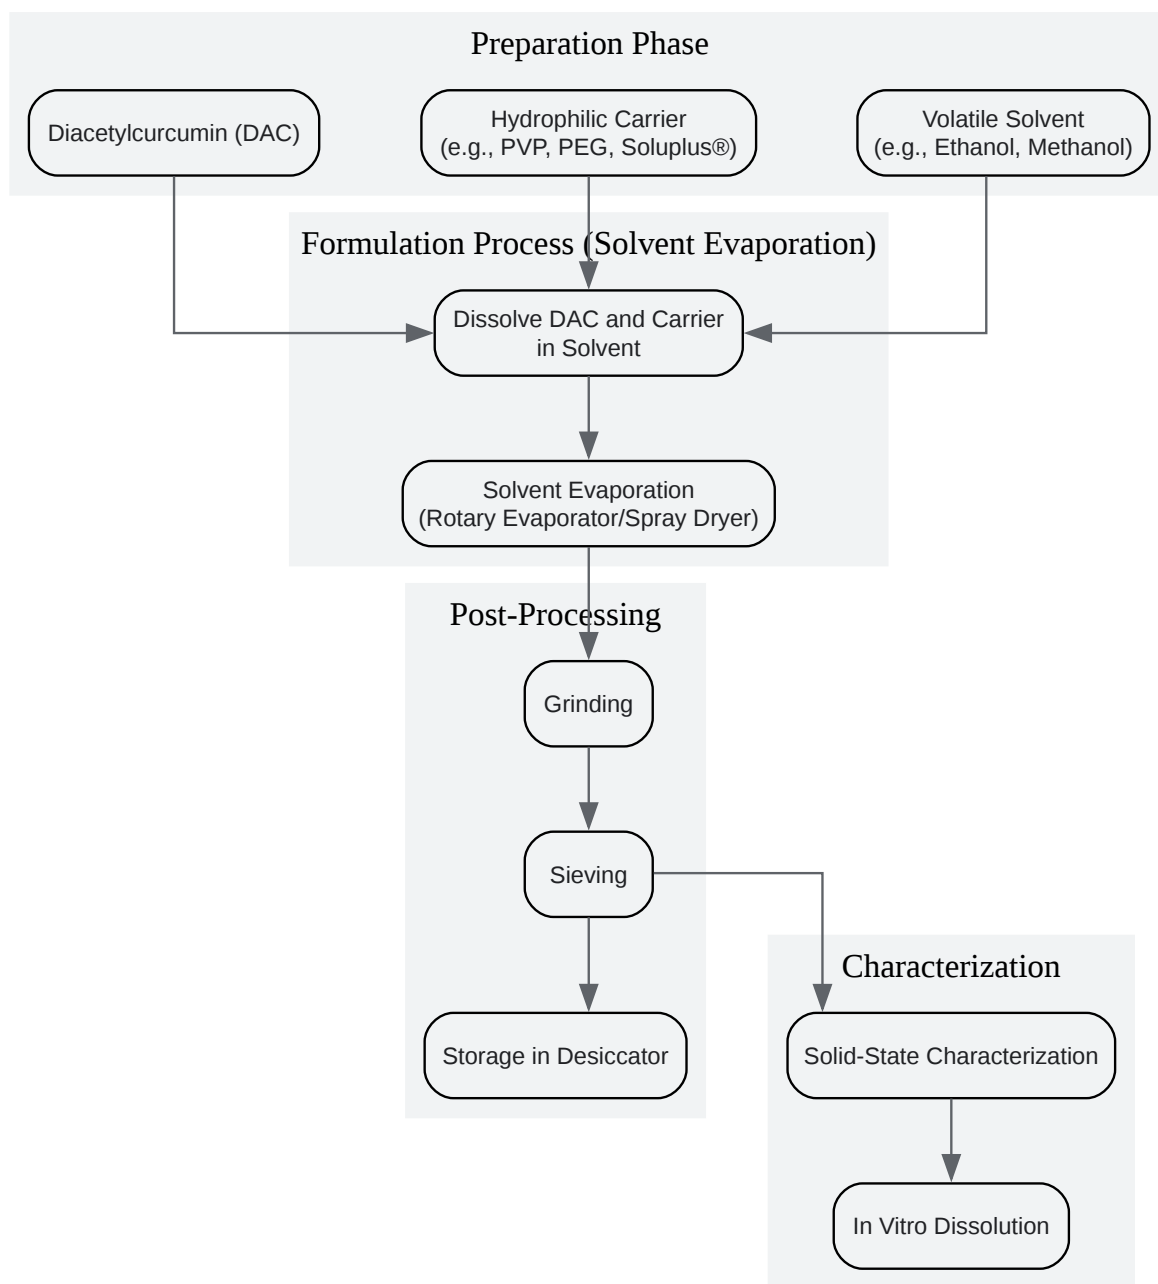 Preparation Phase
Diacetylcurcumin (DAC)
Hydrophilic Carrier
(e.g., PVP, PEG, Soluplus®)
Volatile Solvent
(e.g., Ethanol, Methanol)
Formulation Process (Solvent Evaporation)
Dissolve DAC and Carrier
in Solvent
Solvent Evaporation
(Rotary Evaporator/Spray Dryer)
Post-Processing
Grinding
Sieving
Storage in Desiccator
Characterization
Solid-State Characterization
In Vitro Dissolution